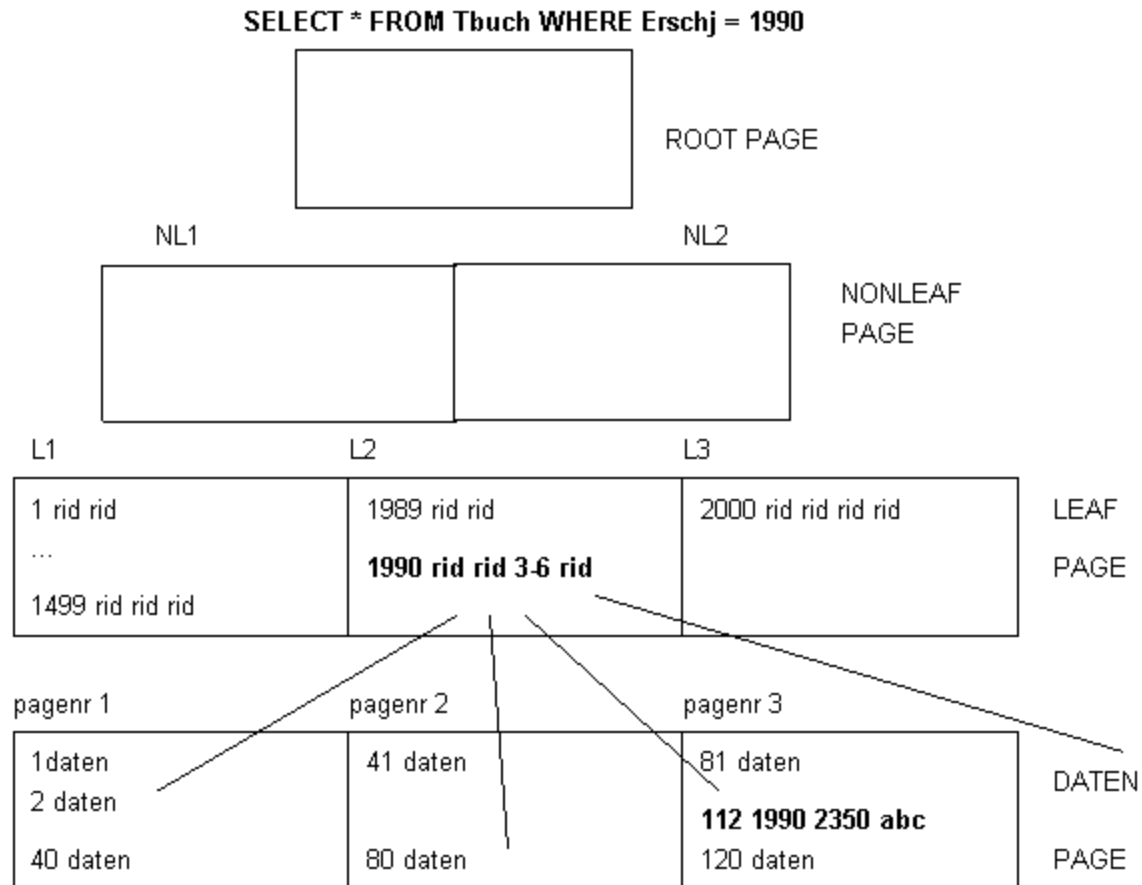 SELECT * FROM Tbuch WHERE Erschj = 1990
ROOT PAGE
NL1 NL2
NONLEAF
PAGE
L1 L2 L3
1 rid rid 1989 rid rid 2000 rid rid rid rid LEAF
... 1990 rid rid 3-6 rid PAGE
1499 rid rid rid
pagenr 1 pagenr 2 pagenr 3
1daten 41 daten 81 daten DATEN
2 daten
112 1990 2350 abc
40 daten 80 daten 120 daten PAGE